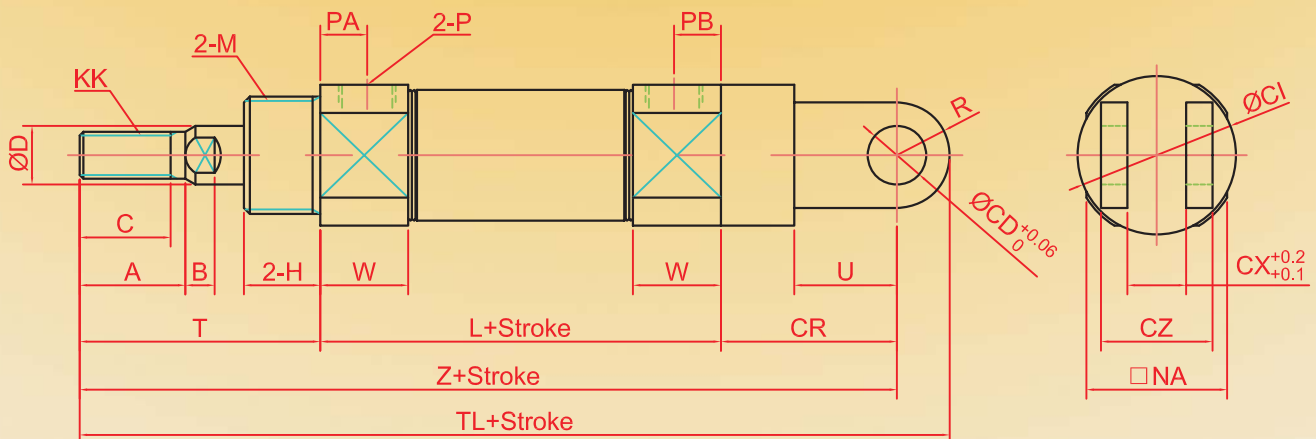 PA
2-P
PB
2-M
KK
ØD
R
ØCI
C
A
B
2-H
W
W
U
ØCD +0.06 0
CX +0.2 +0.1
T
L+Stroke
CR
CZ
Z+Stroke
□NA
TL+Stroke